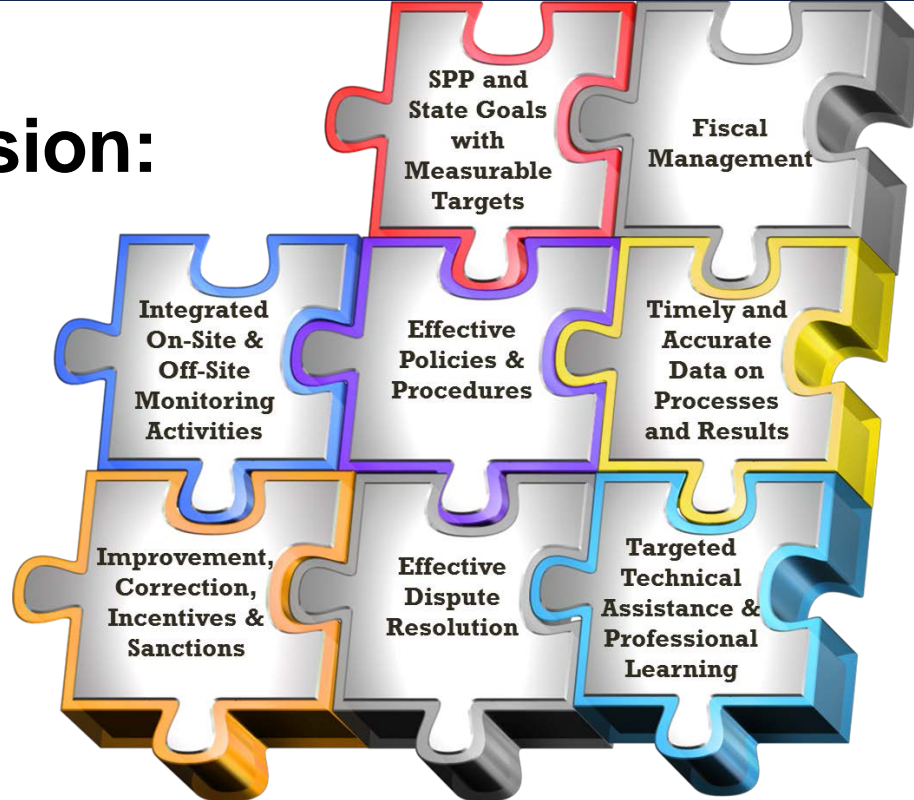 sion:
SPP and
State Goals
with
Measurable
Targets
Fiscal
Management
Integrated
On-Site &
Off-Site
Monitoring
Activities
Effective
Policies &
Procedures
Timely and
Accurate
Data on
Processes
and Results
Improvement,
Correction,
Incentives &
Sanctions
Effective
Dispute
Resolution
Targeted
Technical
Assistance &
Professional
Learning